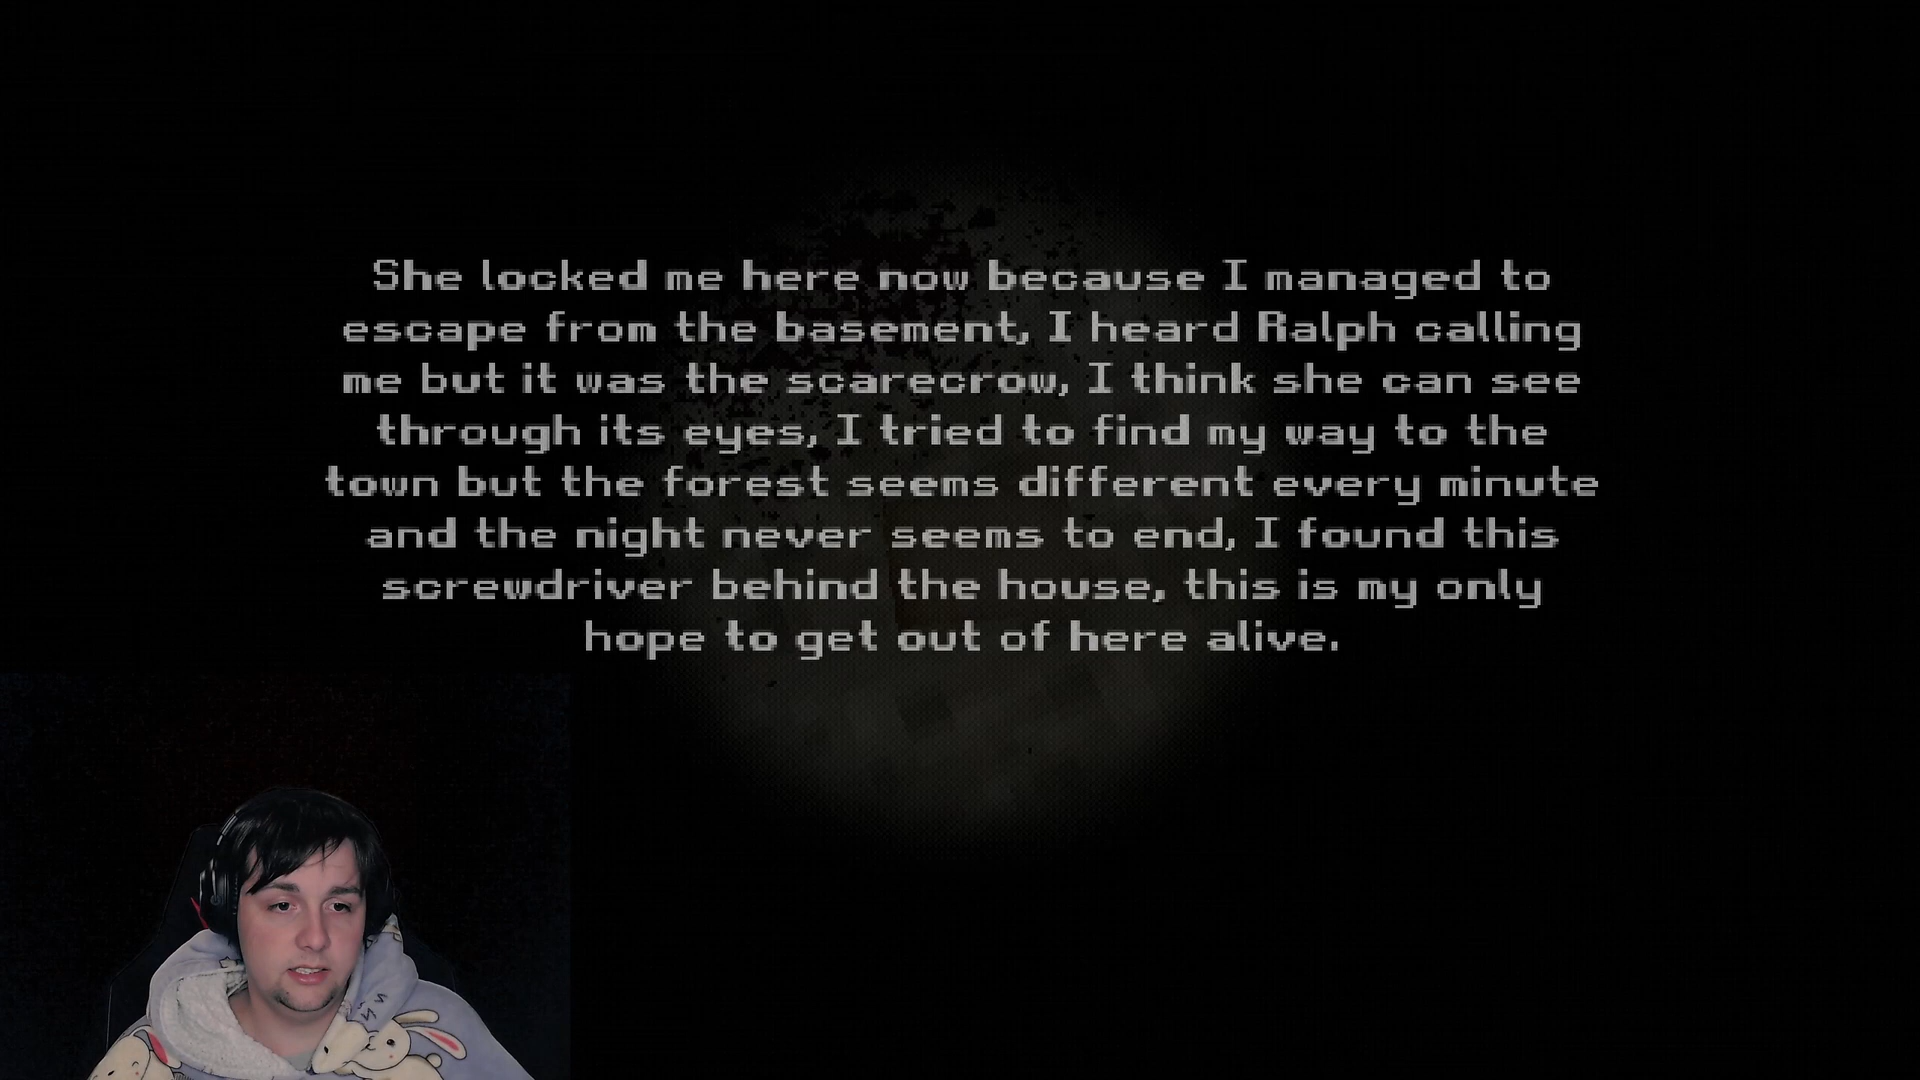 She locked me here now because I managed to
escape from the basement, I heard Ralph calling
me but it was the scarecrow, I think she can see
through its eyes, I tried to find my way to the
town but the forest seems different every minute
and the night never seems to end, I found this
screwdriver behind the house, this is my only
hope to get out of here alive.